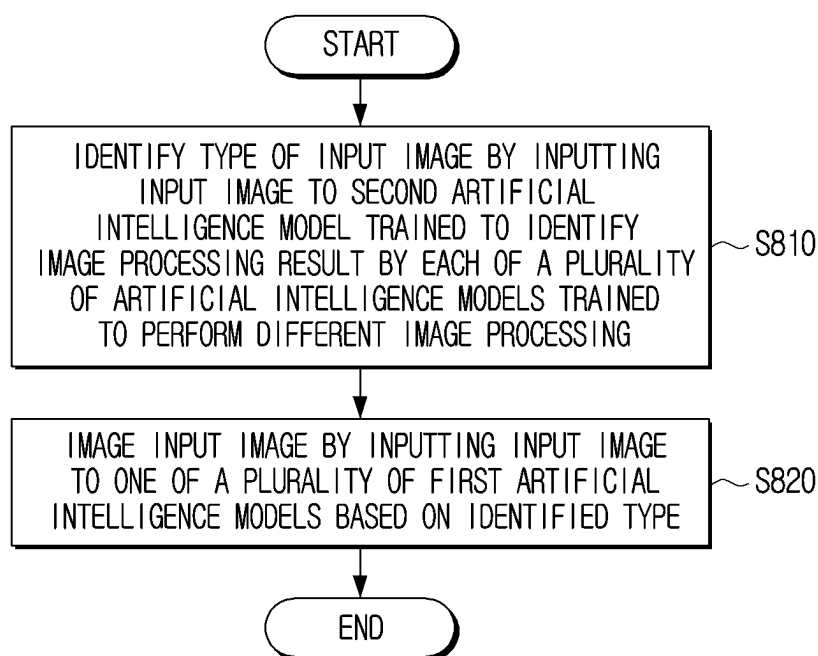 START
IDENTIFY TYPE OF INPUT IMAGE BY INPUTTING
INPUT IMAGE TO SECOND ARTIFICIAL
INTELLIGENCE MODEL TRAINED TO IDENTIFY
IMAGE PROCESSING RESULT BY EACH OF A PLURALITY
OF ARTIFICIAL INTELLIGENCE MODELS TRAINED
TO PERFORM DIFFERENT IMAGE PROCESSING
S810
IMAGE INPUT IMAGE BY INPUTTING INPUT IMAGE
TO ONE OF A PLURALITY OF FIRST ARTIFICIAL
INTELLIGENCE MODELS BASED ON IDENTIFIED TYPE
S820
END